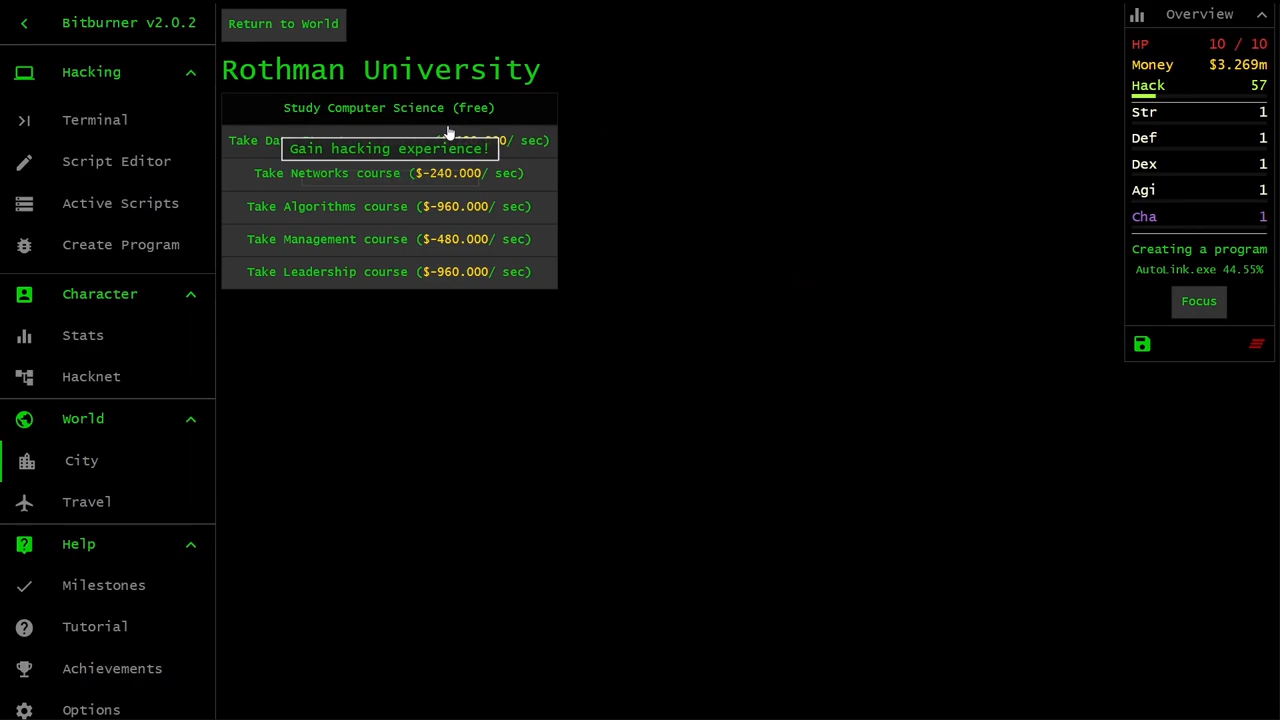 Bitburner v2.0.2
Hacking
Terminal
Script Editor
Active Scripts
Create Program
Character
Stats
Hacknet
World
City
Travel
Help
Milestones
Tutorial
Achievements
Options
Return to World
Rothman University
Study Computer Science (free)
Take Da / sec)
Gain hacking experience!
Take Networks course ($-240.000/ sec)
Take Algorithms course ($-960.000/ sec)
Take Management course ($-480.000/ sec)
Take Leadership course ($-960.000/ sec)
Overview
HP 10 / 10
Money $3.269m
Hack 57
Str 1
Def 1
Dex 1
Agi 1
Cha 1
Creating a program
AutoLink.exe 44.55%
Focus